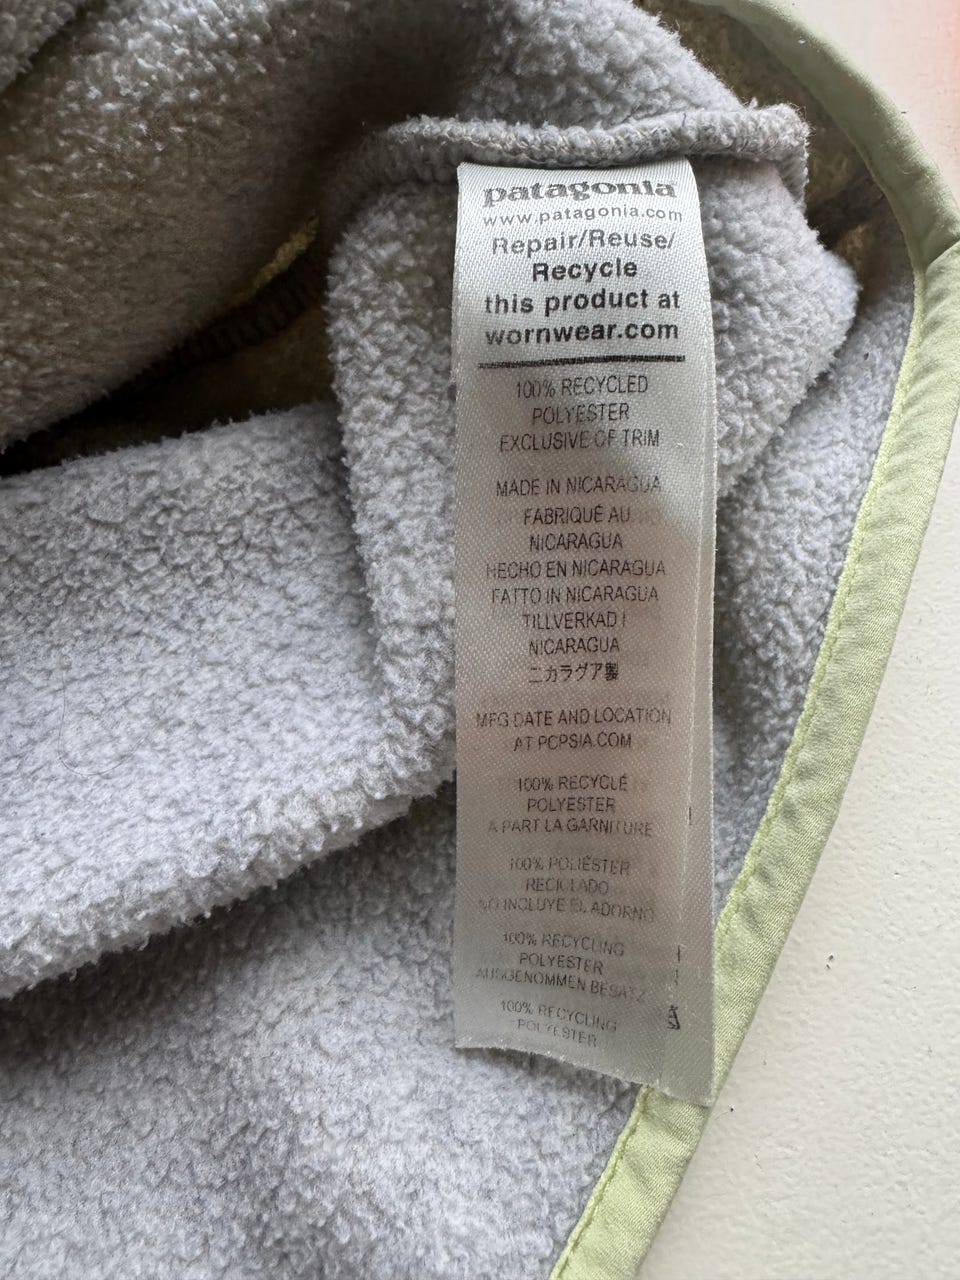 patagonia
www.patagonia.com
Repair/Reuse/
Recycle
this product at
wornwear.com
100% RECYCLED
POLYESTER
EXCLUSIVE OF TRIM
MADE IN NICARAGUA
FABRIQUÉ AU
NICARAGUA
HECHO EN NICARAGUA
FATTO IN NICARAGUA
TILLVERKAD I
NICARAGUA
ニカラグア製
MFG DATE AND LOCATION
AT PCPSIA.COM
100% RECYCLÉ
POLYESTER
À PART LA GARNITURE
100% POLIÉSTER
RECICLADO
NO INCLUYE EL ADORNO
100% RECYCLING
POLYESTER
AUSGENOMMEN BESATZ
100% RECYCLING
POLYESTER